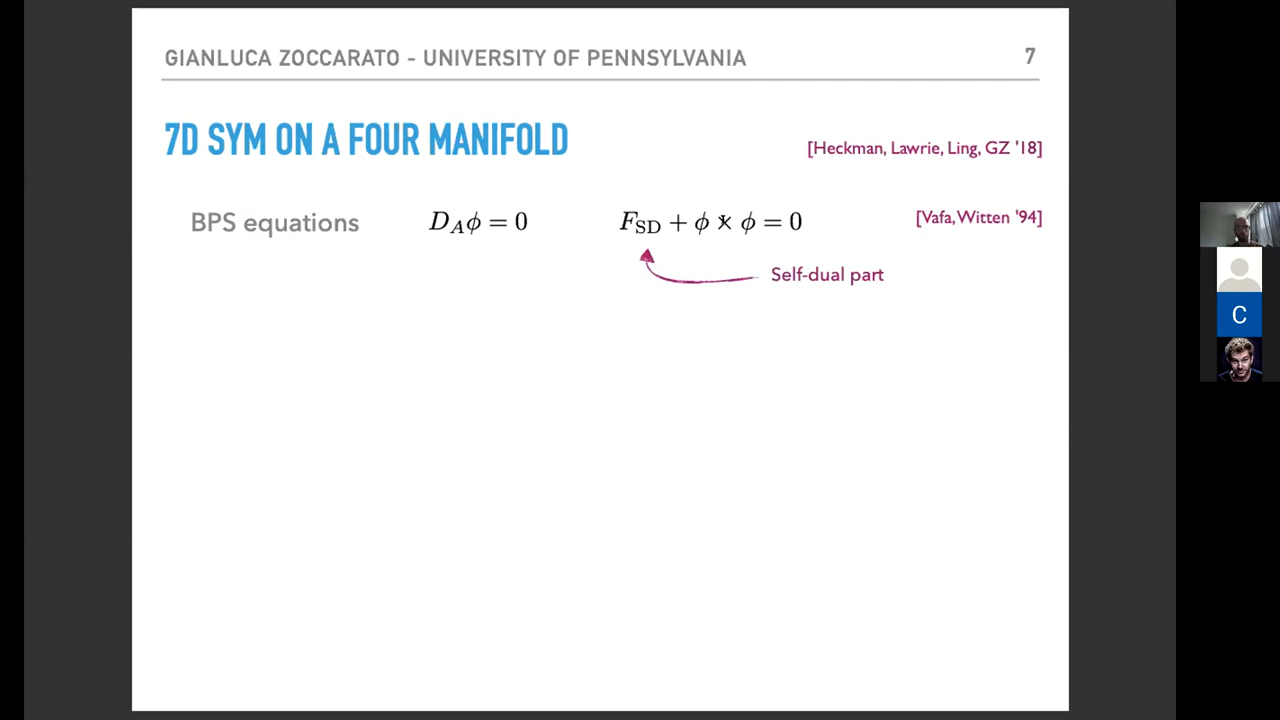 GIANLUCA ZOCCARATO - UNIVERSITY OF PENNSYLVANIA 7
7D SYM ON A FOUR MANIFOLD [Heckman, Lawrie, Ling, GZ '18]
BPS equations D_Aϕ = 0 F_SD + ϕ × ϕ = 0 [Vafa, Witten '94]
Self-dual part
C